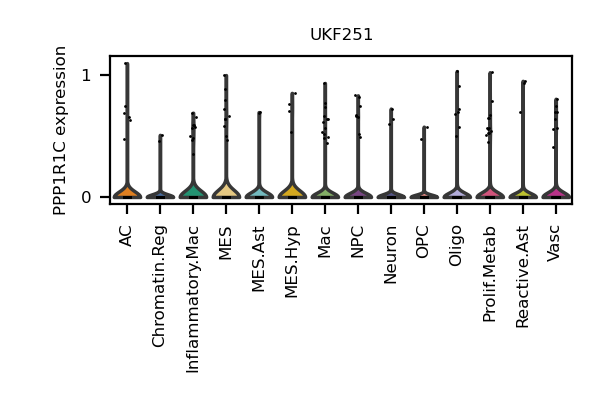 UKF251
PPP1R1C expression
1
0
AC
Chromatin.Reg
Inflammatory.Mac
MES
MES.Ast
MES.Hyp
Mac
NPC
Neuron
OPC
Oligo
Prolif.Metab
Reactive.Ast
Vasc